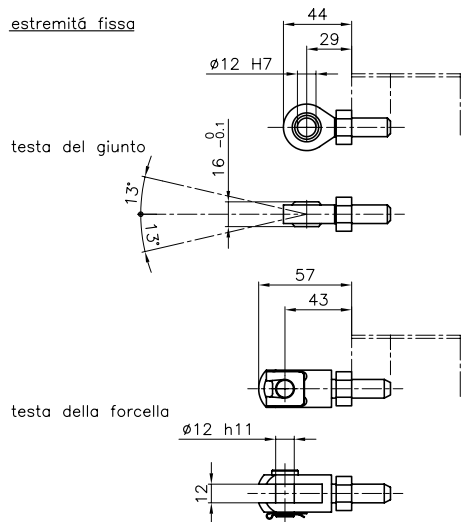 estremitá fissa
44
29
ø12 H7
testa del giunto
16 0 -0.1
13°
13°
57
43
testa della forcella
ø12 h11
12